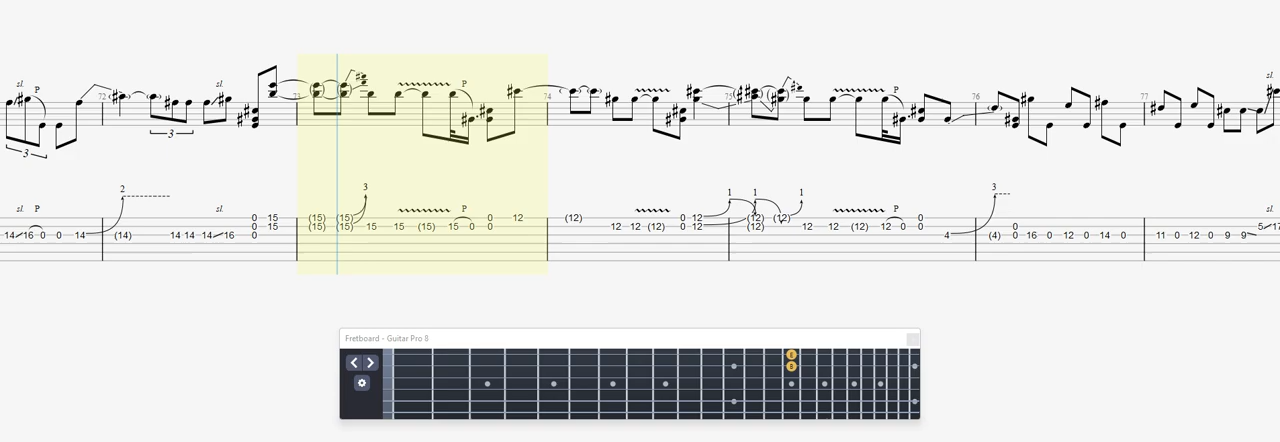 sl. P sl. P P
72 73 74 75 76 77
3 3
2 3 1 1 1 3
sl. P sl. P P sl.
0 15 (15) (15) 0 12 (12) 0 12 (12) (12) 0
0 15 (15) (15) 15 15 (15) 15 0 0 12 12 (12) 0 12 (12) 12 12 (12) 12 0 0 0 5 17
14 16 0 0 14 (14) 14 14 14 16 0 4 (4) 0 16 0 12 0 14 0 11 0 12 0 9 9
Fretboard - Guitar Pro 8
E
B